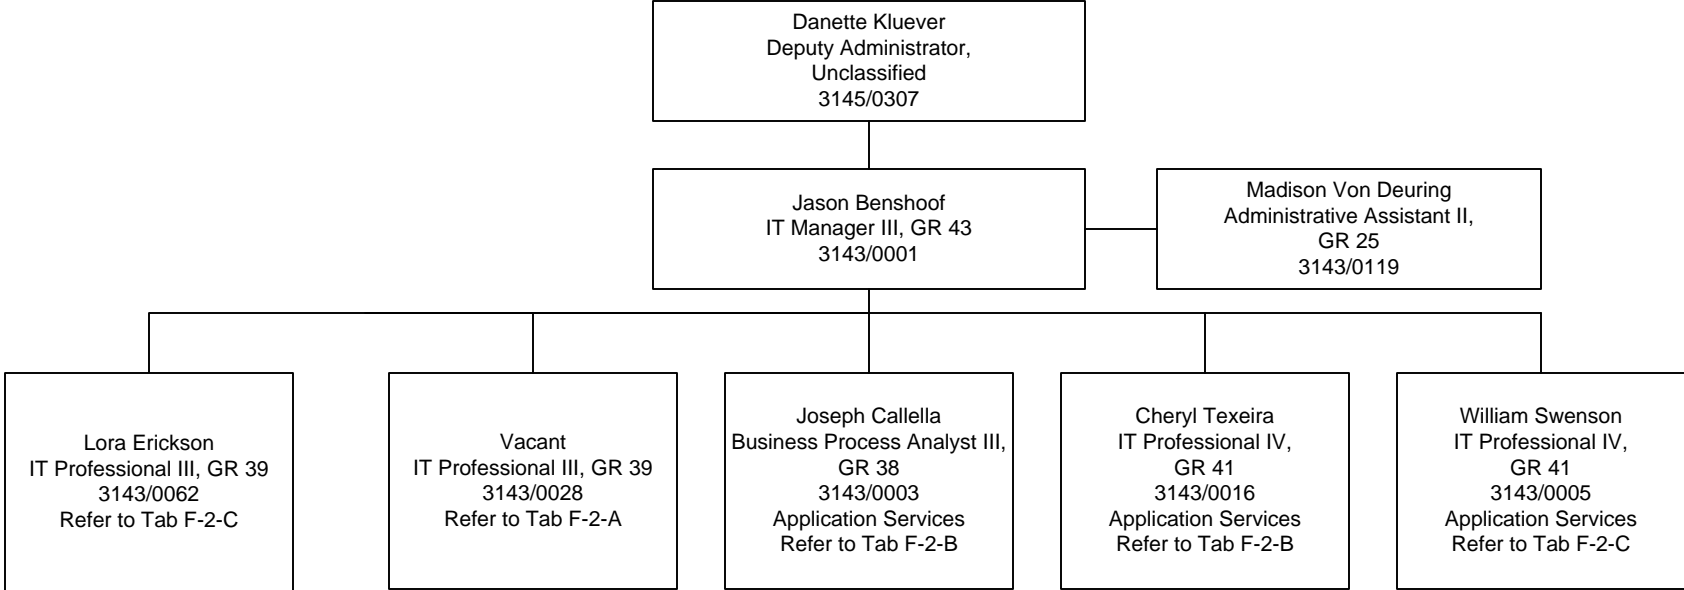 Danette Kluever
Deputy Administrator,
Unclassified
3145/0307
Jason Benshoof
IT Manager III, GR 43
3143/0001
Madison Von Deuring
Administrative Assistant II,
GR 25
3143/0119
Lora Erickson
IT Professional III, GR 39
3143/0062
Refer to Tab F-2-C
Vacant
IT Professional III, GR 39
3143/0028
Refer to Tab F-2-A
Joseph Callella
Business Process Analyst III,
GR 38
3143/0003
Application Services
Refer to Tab F-2-B
Cheryl Texeira
IT Professional IV,
GR 41
3143/0016
Application Services
Refer to Tab F-2-B
William Swenson
IT Professional IV,
GR 41
3143/0005
Application Services
Refer to Tab F-2-C